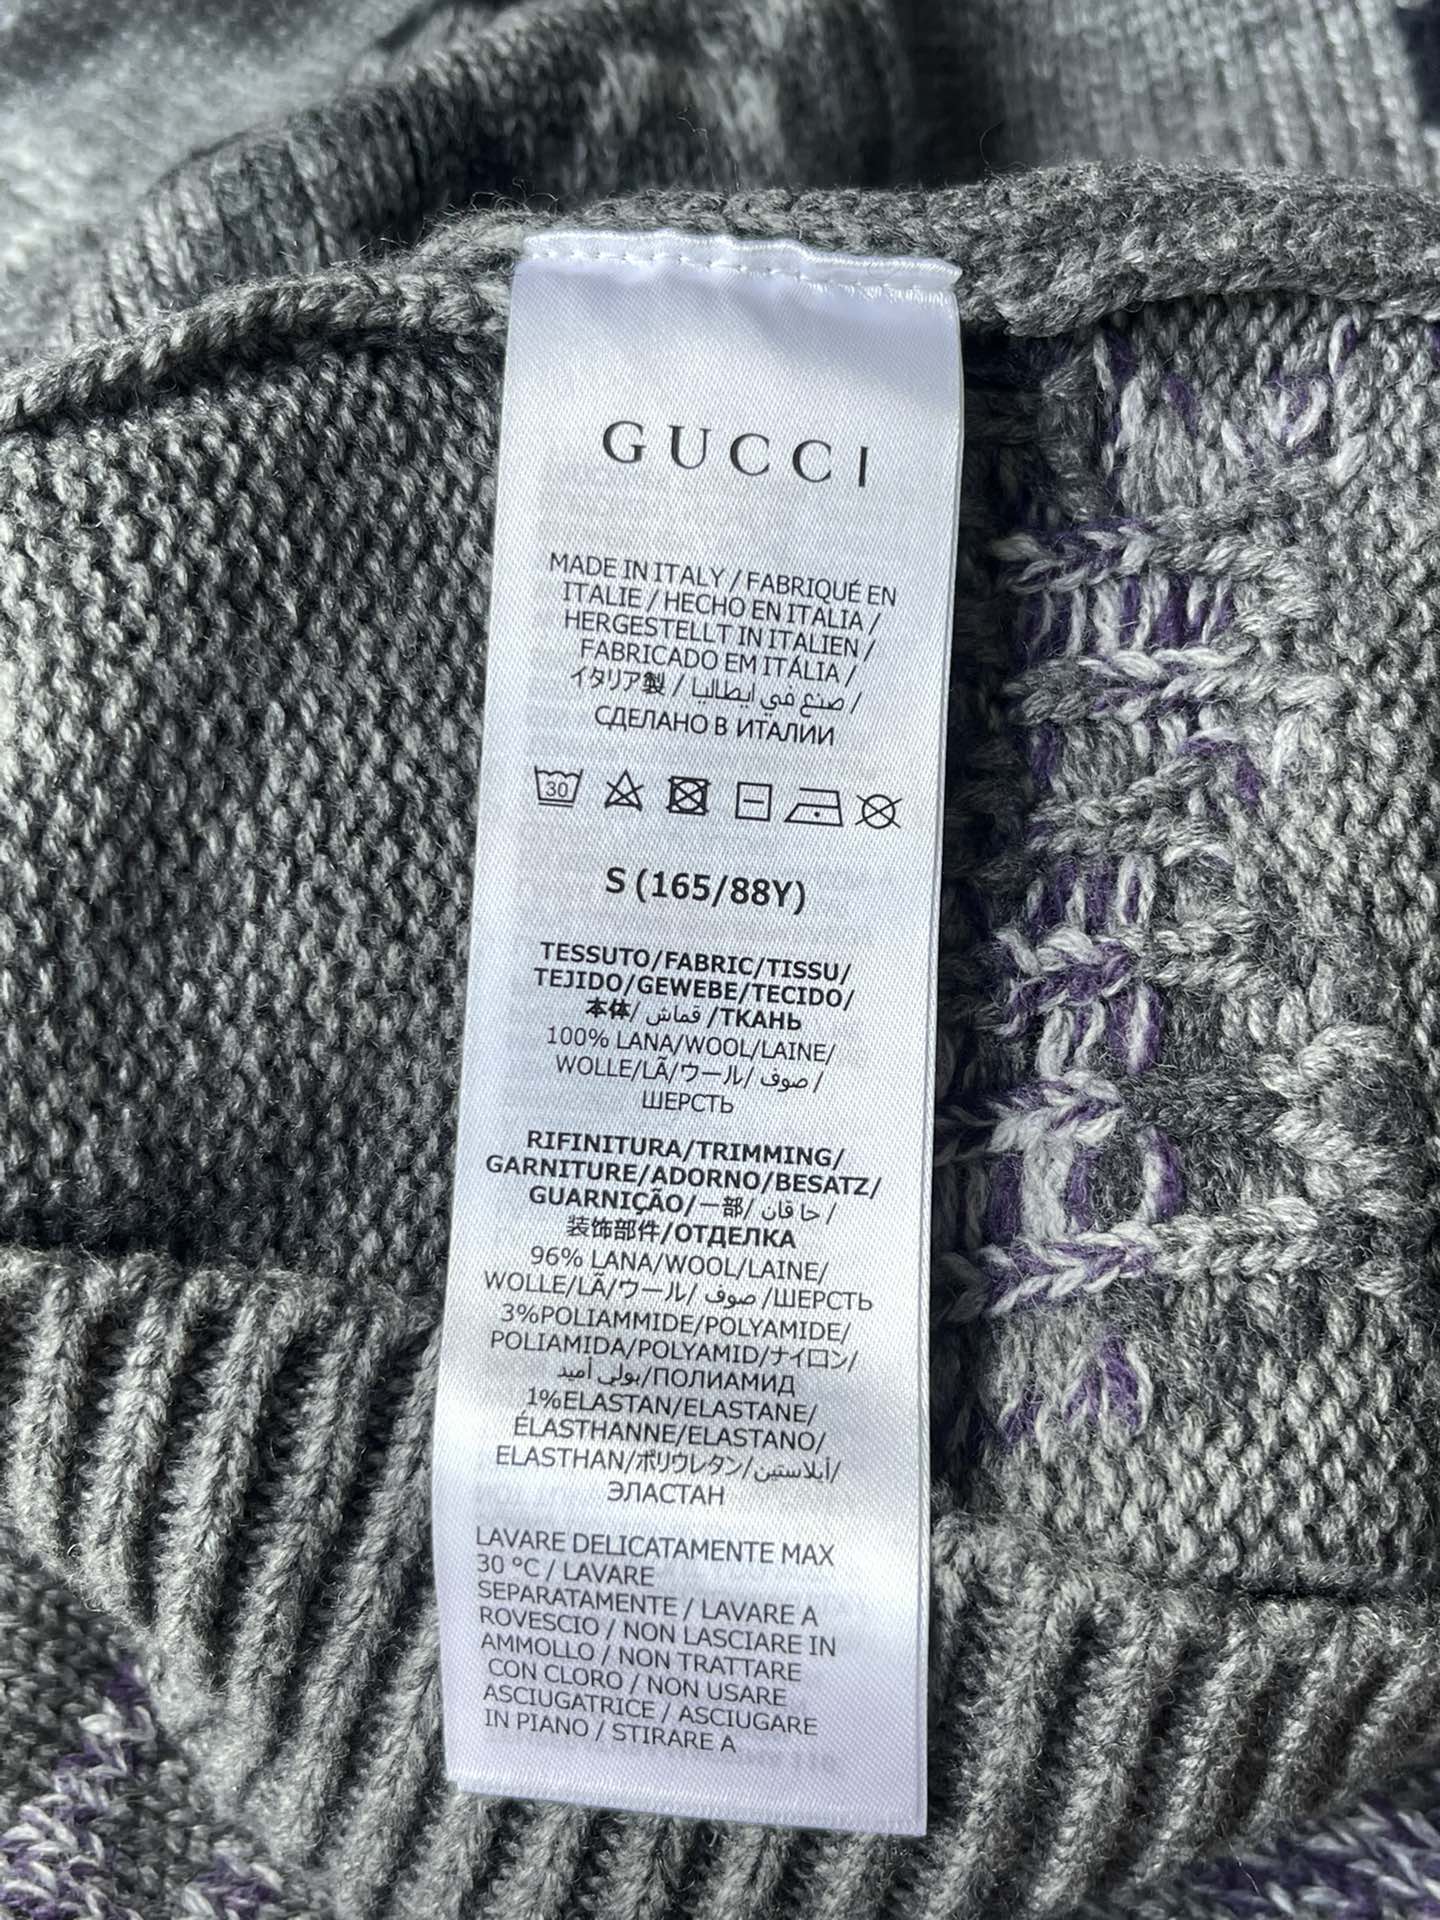 GUCCI
MADE IN ITALY / FABRIQUÉ EN
ITALIE / HECHO EN ITALIA /
HERGESTELLT IN ITALIEN /
FABRICADO EM ITÁLIA /
イタリア製 / صنع في إيطاليا /
СДЕЛАНО В ИТАЛИИ
30
S (165/88Y)
TESSUTO/FABRIC/TISSU/
TEJIDO/GEWEBE/TECIDO/
本体/ قماش /ТКАНЬ
100% LANA/WOOL/LAINE/
WOLLE/LÃ/ウール/ صوف /
ШЕРСТЬ
RIFINITURA/TRIMMING/
GARNITURE/ADORNO/BESATZ/
GUARNIÇÃO/一部/ حا قان /
装饰部件/ОТДЕЛКА
96% LANA/WOOL/LAINE/
WOLLE/LÃ/ウール/ صوف /ШЕРСТЬ
3%POLIAMMIDE/POLYAMIDE/
POLIAMIDA/POLYAMID/ナイロン/
بولي أميد/ПОЛИАМИД
1%ELASTAN/ELASTANE/
ÉLASTHANNE/ELASTANO/
ELASTHAN/ポリウレタン/أيلاستين/
ЭЛАСТАН
LAVARE DELICATAMENTE MAX
30 °C / LAVARE
SEPARATAMENTE / LAVARE A
ROVESCIO / NON LASCIARE IN
AMMOLLO / NON TRATTARE
CON CLORO / NON USARE
ASCIUGATRICE / ASCIUGARE
IN PIANO / STIRARE A